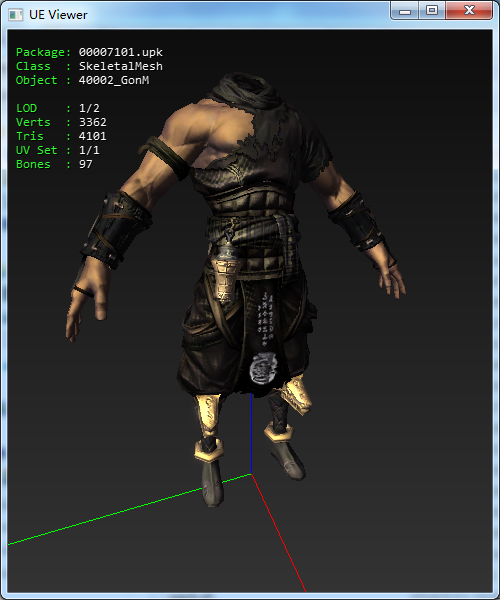 UE Viewer
Package: 00007101.upk
Class : SkeletalMesh
Object : 40002_GonM
LOD : 1/2
Verts : 3362
Tris : 4101
UV Set : 1/1
Bones : 97